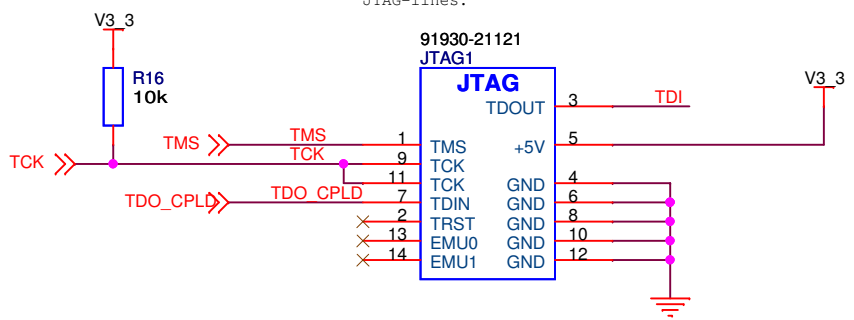 JTAG-lines.
V3_3
91930-21121
JTAG1
R16
10k
JTAG
V3_3
TDOUT
3
TDI
TMS
TMS
1
TMS
+5V
5
TCK
TCK
9
TCK
11
TCK
GND
4
TDO_CPLD
TDO_CPLD
7
TDIN
GND
6
2
TRST
GND
8
13
EMU0
GND
10
14
EMU1
GND
12